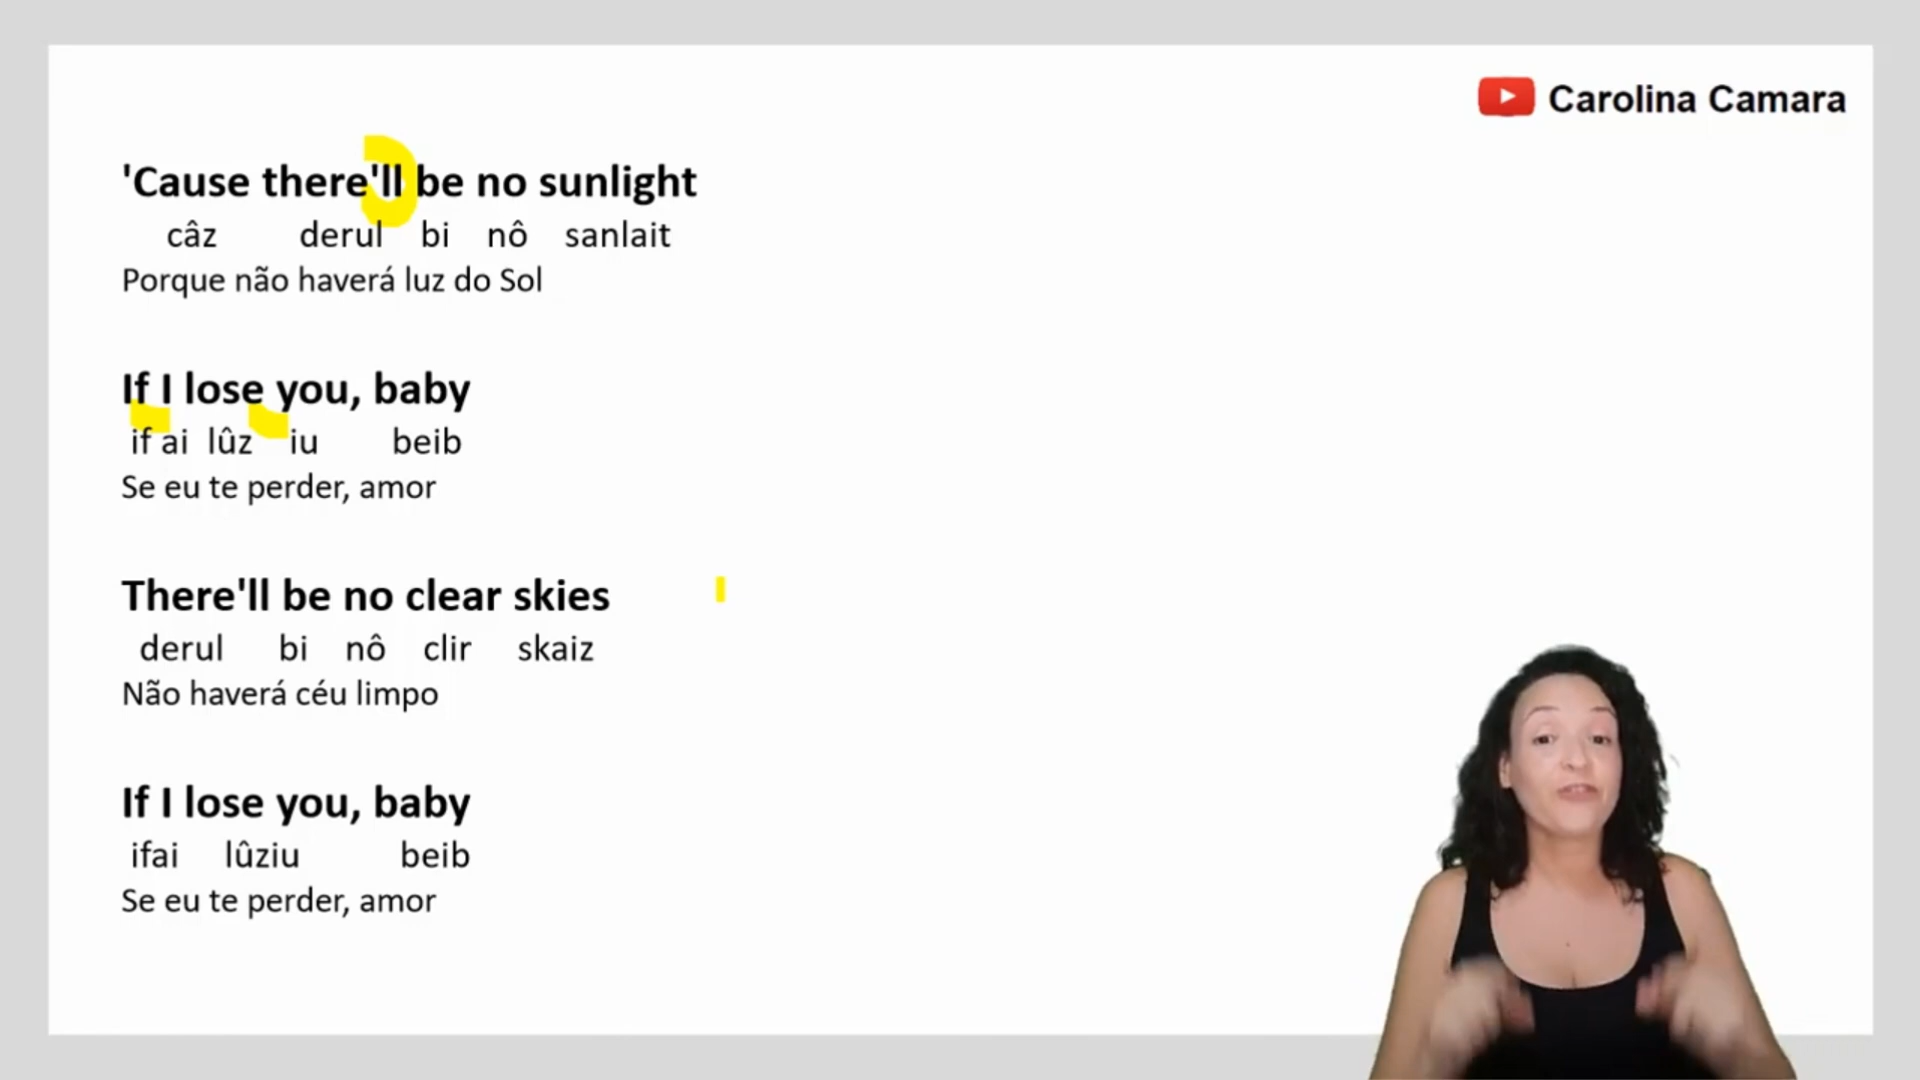 Carolina Camara
'Cause there'll be no sunlight
câz derul bi nô sanlait
Porque não haverá luz do Sol
If I lose you, baby
if ai lûz iu beib
Se eu te perder, amor
There'll be no clear skies
derul bi nô clir skaiz
Não haverá céu limpo
If I lose you, baby
ifai lûziu beib
Se eu te perder, amor